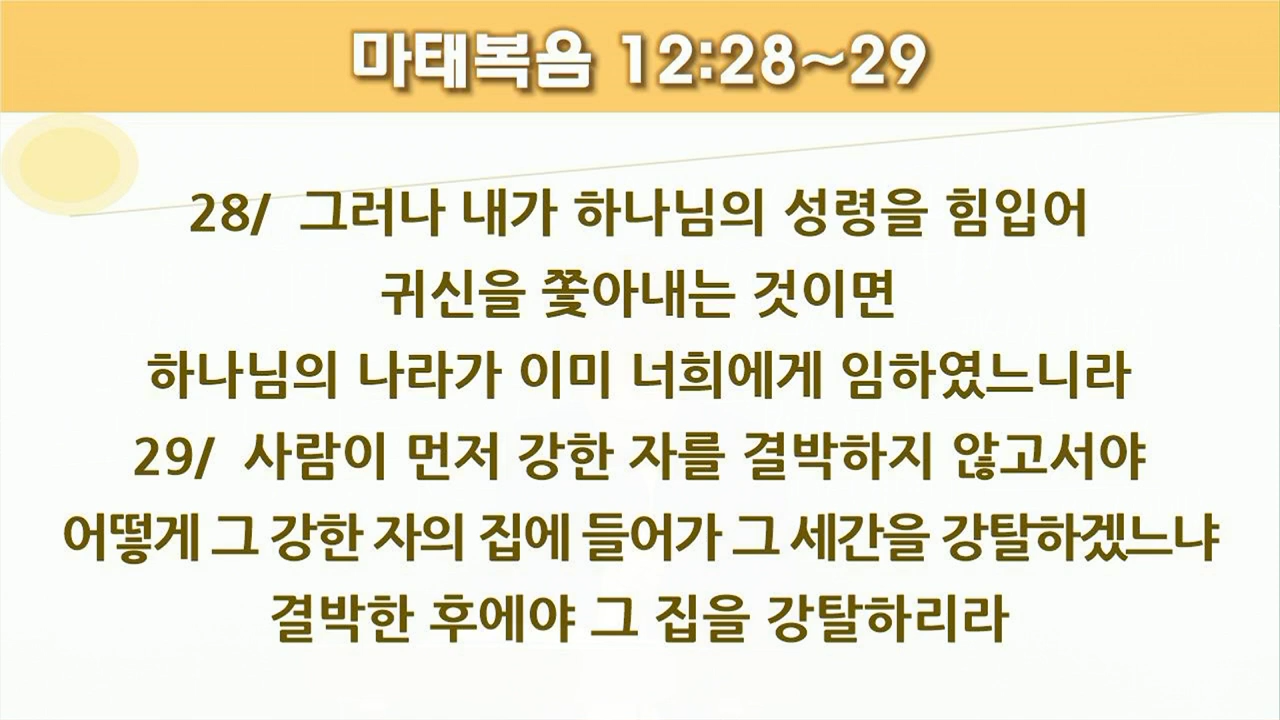 마태복음 12:28~29
28/ 그러나 내가 하나님의 성령을 힘입어
귀신을 쫓아내는 것이면
하나님의 나라가 이미 너희에게 임하였느니라
29/ 사람이 먼저 강한 자를 결박하지 않고서야
어떻게 그 강한 자의 집에 들어가 그 세간을 강탈하겠느냐
결박한 후에야 그 집을 강탈하리라